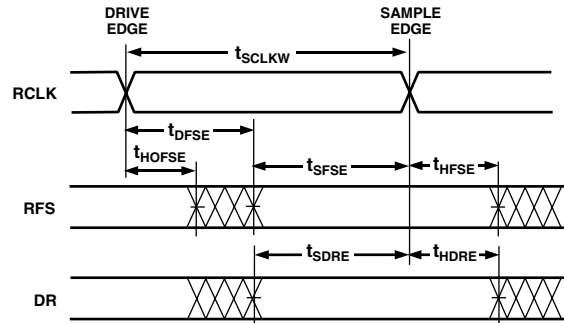 DRIVE EDGE
SAMPLE EDGE
tSCLKW
RCLK
tDFSE
tHOFSE
tSFSE
tHFSE
RFS
tSDRE
tHDRE
DR